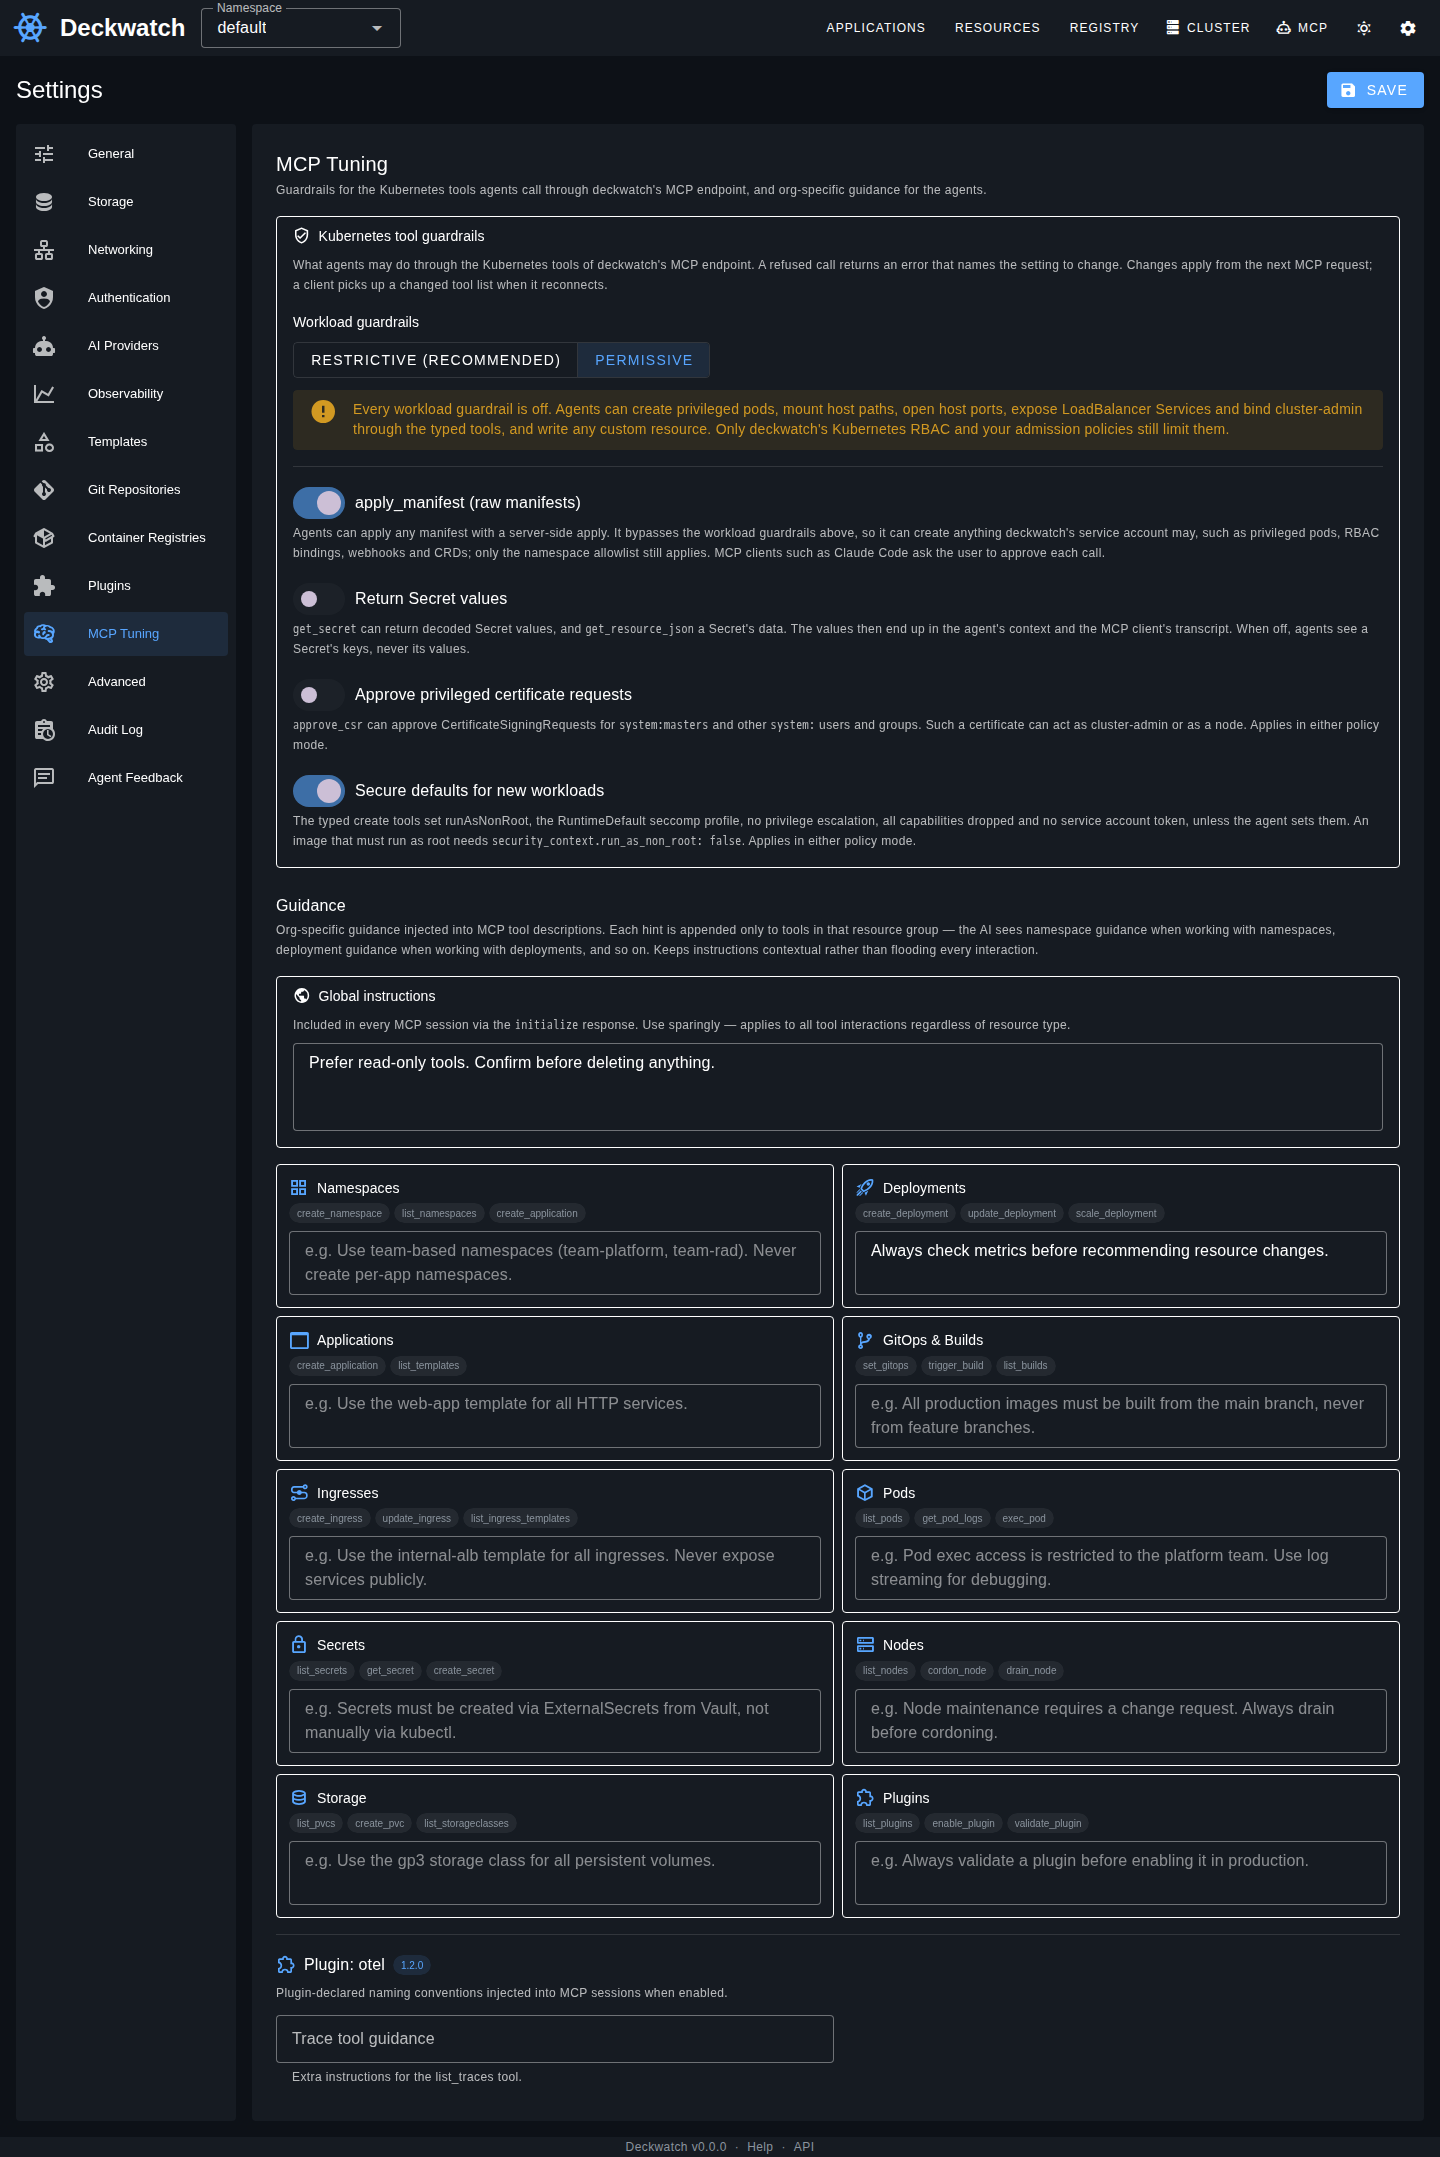 Deckwatch
Namespace
default
APPLICATIONS
RESOURCES
REGISTRY
CLUSTER
MCP
Settings
SAVE
General
Storage
Networking
Authentication
AI Providers
Observability
Templates
Git Repositories
Container Registries
Plugins
MCP Tuning
Advanced
Audit Log
Agent Feedback
MCP Tuning
Guardrails for the Kubernetes tools agents call through deckwatch's MCP endpoint, and org-specific guidance for the agents.
Kubernetes tool guardrails
What agents may do through the Kubernetes tools of deckwatch's MCP endpoint. A refused call returns an error that names the setting to change. Changes apply from the next MCP request;
a client picks up a changed tool list when it reconnects.
Workload guardrails
RESTRICTIVE (RECOMMENDED)
PERMISSIVE
Every workload guardrail is off. Agents can create privileged pods, mount host paths, open host ports, expose LoadBalancer Services and bind cluster-admin
through the typed tools, and write any custom resource. Only deckwatch's Kubernetes RBAC and your admission policies still limit them.
apply_manifest (raw manifests)
Agents can apply any manifest with a server-side apply. It bypasses the workload guardrails above, so it can create anything deckwatch's service account may, such as privileged pods, RBAC
bindings, webhooks and CRDs; only the namespace allowlist still applies. MCP clients such as Claude Code ask the user to approve each call.
Return Secret values
get_secret can return decoded Secret values, and get_resource_json a Secret's data. The values then end up in the agent's context and the MCP client's transcript. When off, agents see a
Secret's keys, never its values.
Approve privileged certificate requests
approve_csr can approve CertificateSigningRequests for system:masters and other system: users and groups. Such a certificate can act as cluster-admin or as a node. Applies in either policy
mode.
Secure defaults for new workloads
The typed create tools set runAsNonRoot, the RuntimeDefault seccomp profile, no privilege escalation, all capabilities dropped and no service account token, unless the agent sets them. An
image that must run as root needs security_context.run_as_non_root: false. Applies in either policy mode.
Guidance
Org-specific guidance injected into MCP tool descriptions. Each hint is appended only to tools in that resource group — the AI sees namespace guidance when working with namespaces,
deployment guidance when working with deployments, and so on. Keeps instructions contextual rather than flooding every interaction.
Global instructions
Included in every MCP session via the initialize response. Use sparingly — applies to all tool interactions regardless of resource type.
Prefer read-only tools. Confirm before deleting anything.
Namespaces
create_namespace list_namespaces create_application
e.g. Use team-based namespaces (team-platform, team-rad). Never
create per-app namespaces.
Deployments
create_deployment update_deployment scale_deployment
Always check metrics before recommending resource changes.
Applications
create_application list_templates
e.g. Use the web-app template for all HTTP services.
GitOps & Builds
set_gitops trigger_build list_builds
e.g. All production images must be built from the main branch, never
from feature branches.
Ingresses
create_ingress update_ingress list_ingress_templates
e.g. Use the internal-alb template for all ingresses. Never expose
services publicly.
Pods
list_pods get_pod_logs exec_pod
e.g. Pod exec access is restricted to the platform team. Use log
streaming for debugging.
Secrets
list_secrets get_secret create_secret
e.g. Secrets must be created via ExternalSecrets from Vault, not
manually via kubectl.
Nodes
list_nodes cordon_node drain_node
e.g. Node maintenance requires a change request. Always drain
before cordoning.
Storage
list_pvcs create_pvc list_storageclasses
e.g. Use the gp3 storage class for all persistent volumes.
Plugins
list_plugins enable_plugin validate_plugin
e.g. Always validate a plugin before enabling it in production.
Plugin: otel 1.2.0
Plugin-declared naming conventions injected into MCP sessions when enabled.
Trace tool guidance
Extra instructions for the list_traces tool.
Deckwatch v0.0.0 · Help · API